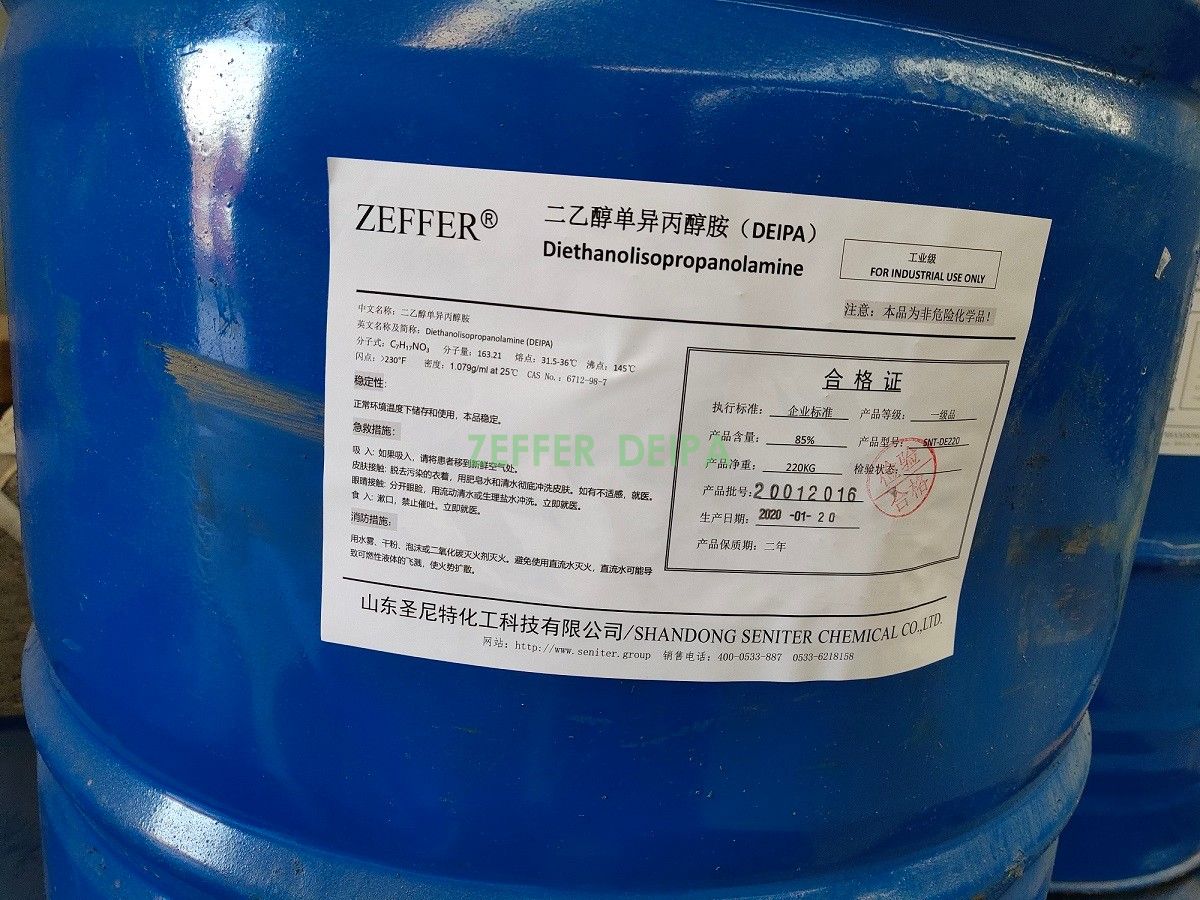 ZEFFER®
二乙醇单异丙醇胺（DEIPA）
Diethanolisopropanolamine
工业级
FOR INDUSTRIAL USE ONLY
注意：本品为非危险化学品！
中文名称：二乙醇单异丙醇胺
英文名称及简称：Diethanolisopropanolamine (DEIPA)
分子式：C₇H₁₇NO₃ 分子量：163.21 熔点：31.5-36℃ 沸点：145℃
闪点：>230°F 密度：1.079g/ml at 25℃ CAS No.：6712-98-7
稳定性：
正常环境温度下储存和使用，本品稳定。
急救措施：
吸 入：如果吸入，请将患者移到新鲜空气处。
皮肤接触：脱去污染的衣着，用肥皂水和清水彻底冲洗皮肤。如有不适感，就医。
眼睛接触：分开眼睑，用流动清水或生理盐水冲洗。立即就医。
食 入：漱口，禁止催吐。立即就医。
消防措施：
用水雾、干粉、泡沫或二氧化碳灭火剂灭火。避免使用直流水灭火，直流水可能导
致可燃性液体的飞溅，使火势扩散。
合格证
执行标准：企业标准 产品等级：一级品
产品含量：85% 产品型号：SNT-DE220
产品净重：220KG 检验状态：
检验
合格
产品批号：20012016
生产日期：2020-01-20
产品保质期：二年
山东圣尼特化工科技有限公司/SHANDONG SENITER CHEMICAL CO.,LTD.
网站：http://www.seniter.group 销售电话：400-0533-887 0533-6218158
ZEFFER DEIPA